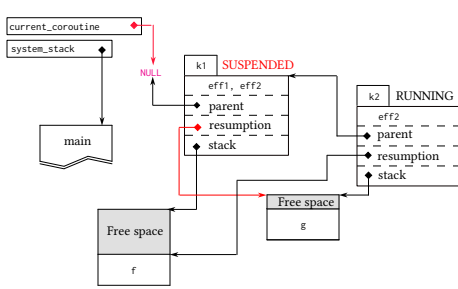 current_coroutine
system_stack
NULL
main
k1 SUSPENDED
eff1, eff2
parent
resumption
stack
k2 RUNNING
eff2
parent
resumption
stack
Free space
g
Free space
f